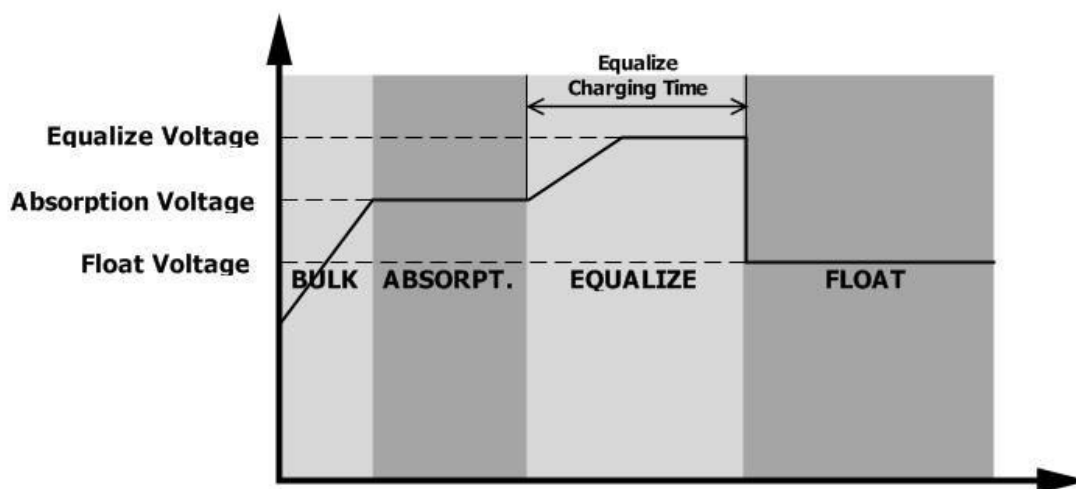 Equalize
Charging Time
Equalize Voltage
Absorption Voltage
Float Voltage
BULK
ABSORPT.
EQUALIZE
FLOAT